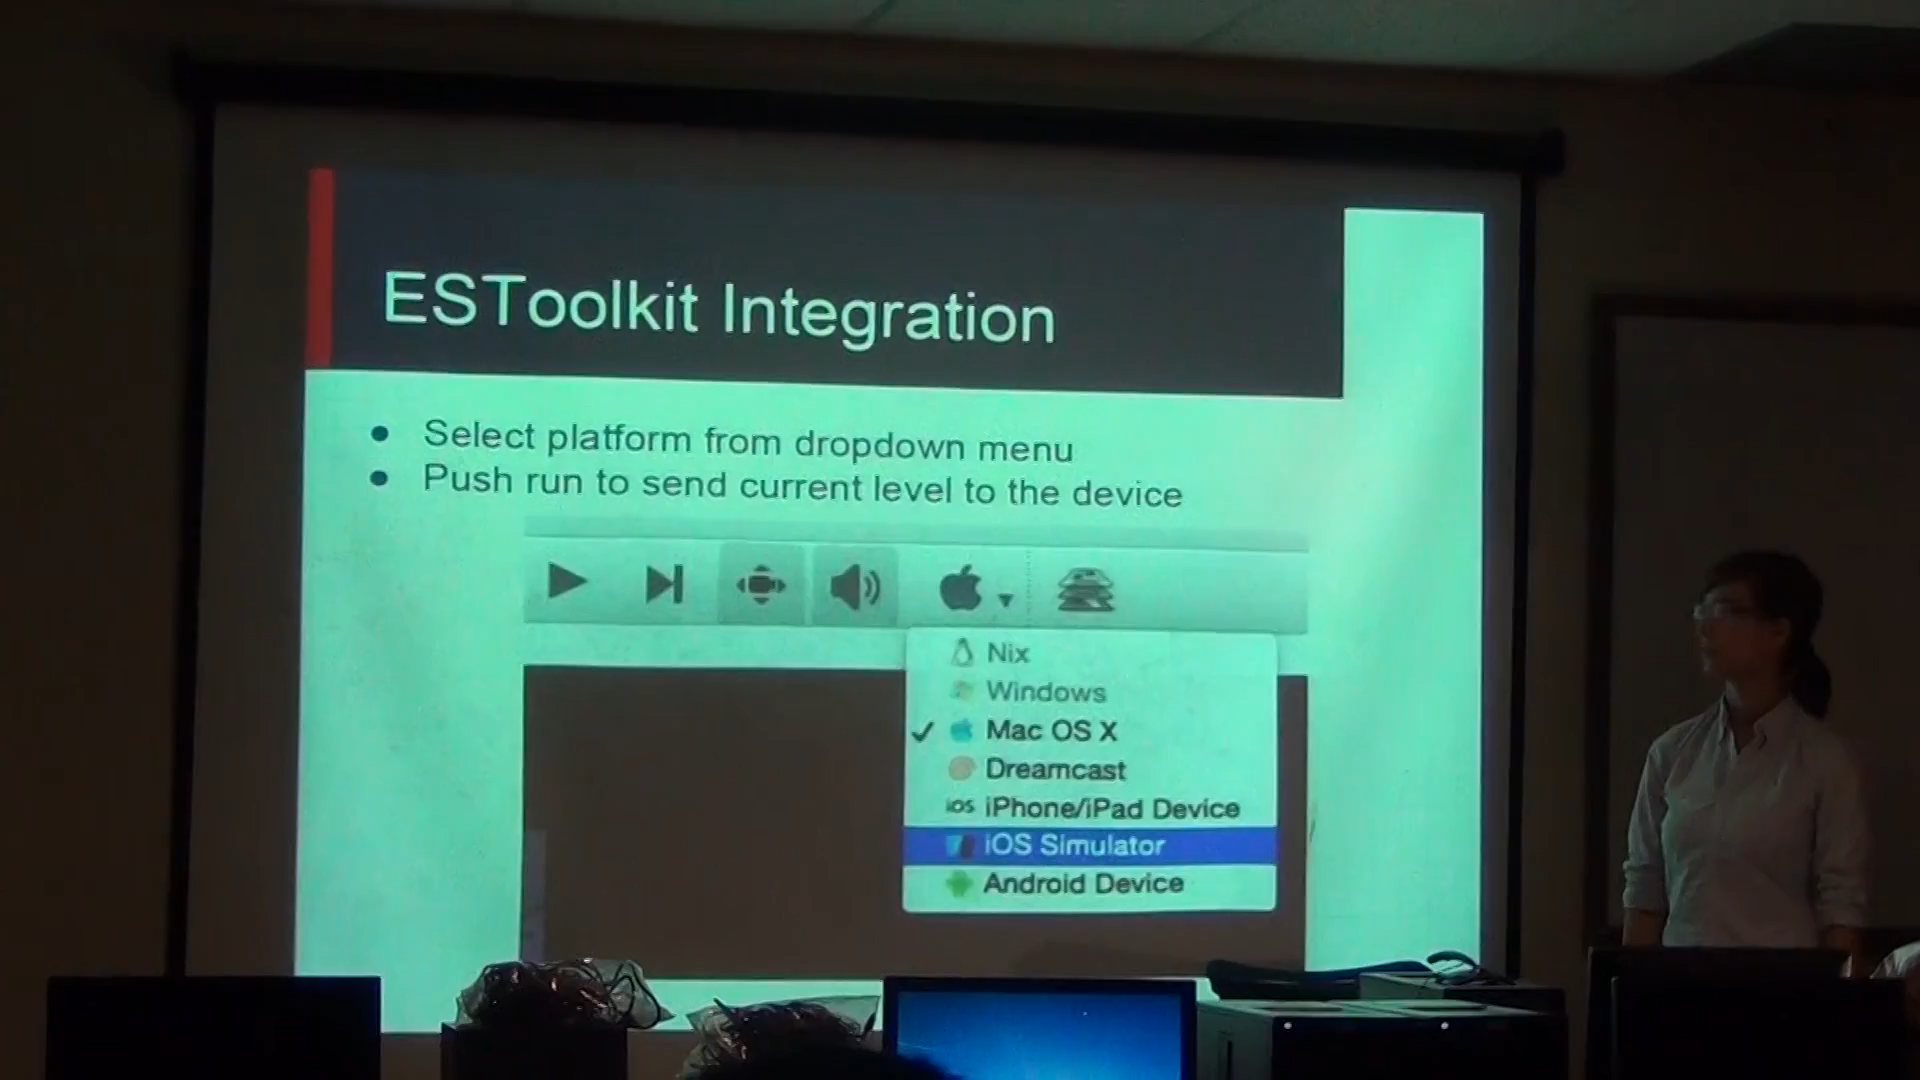 ESToolkit Integration
Select platform from dropdown menu
Push run to send current level to the device
Nix
Windows
Mac OS X
Dreamcast
iOS iPhone/iPad Device
iOS Simulator
Android Device